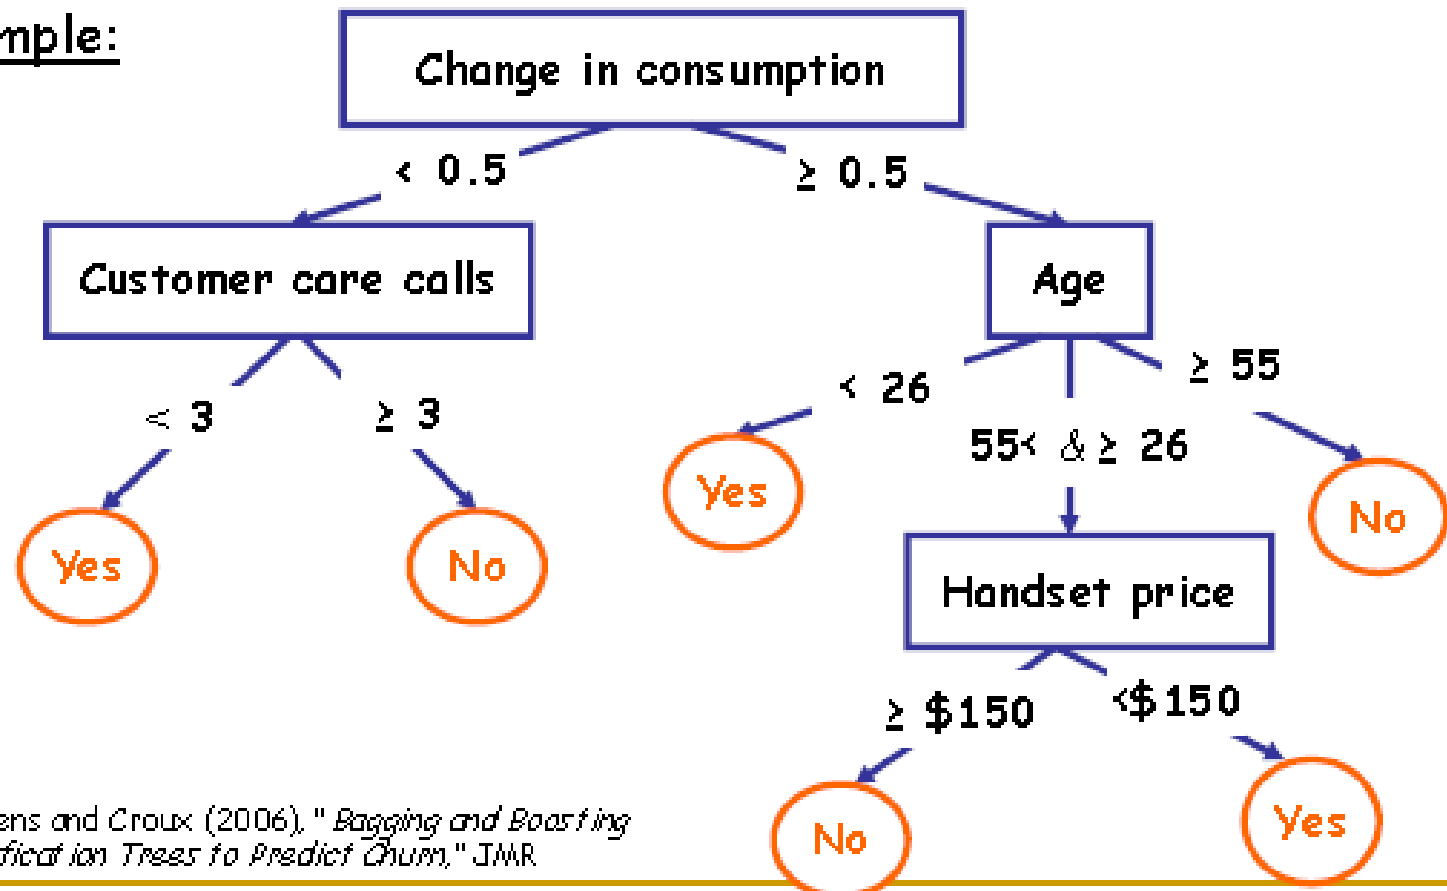 mple:
Change in consumption
< 0.5
≥ 0.5
Customer care calls
Age
< 3
≥ 3
< 26
55< & ≥ 26
≥ 55
Yes
No
Yes
No
Handset price
≥ $150
<$150
No
Yes
ens and Croux (2006), "Bagging and Boosting
fication Trees to Predict Churn," JMR